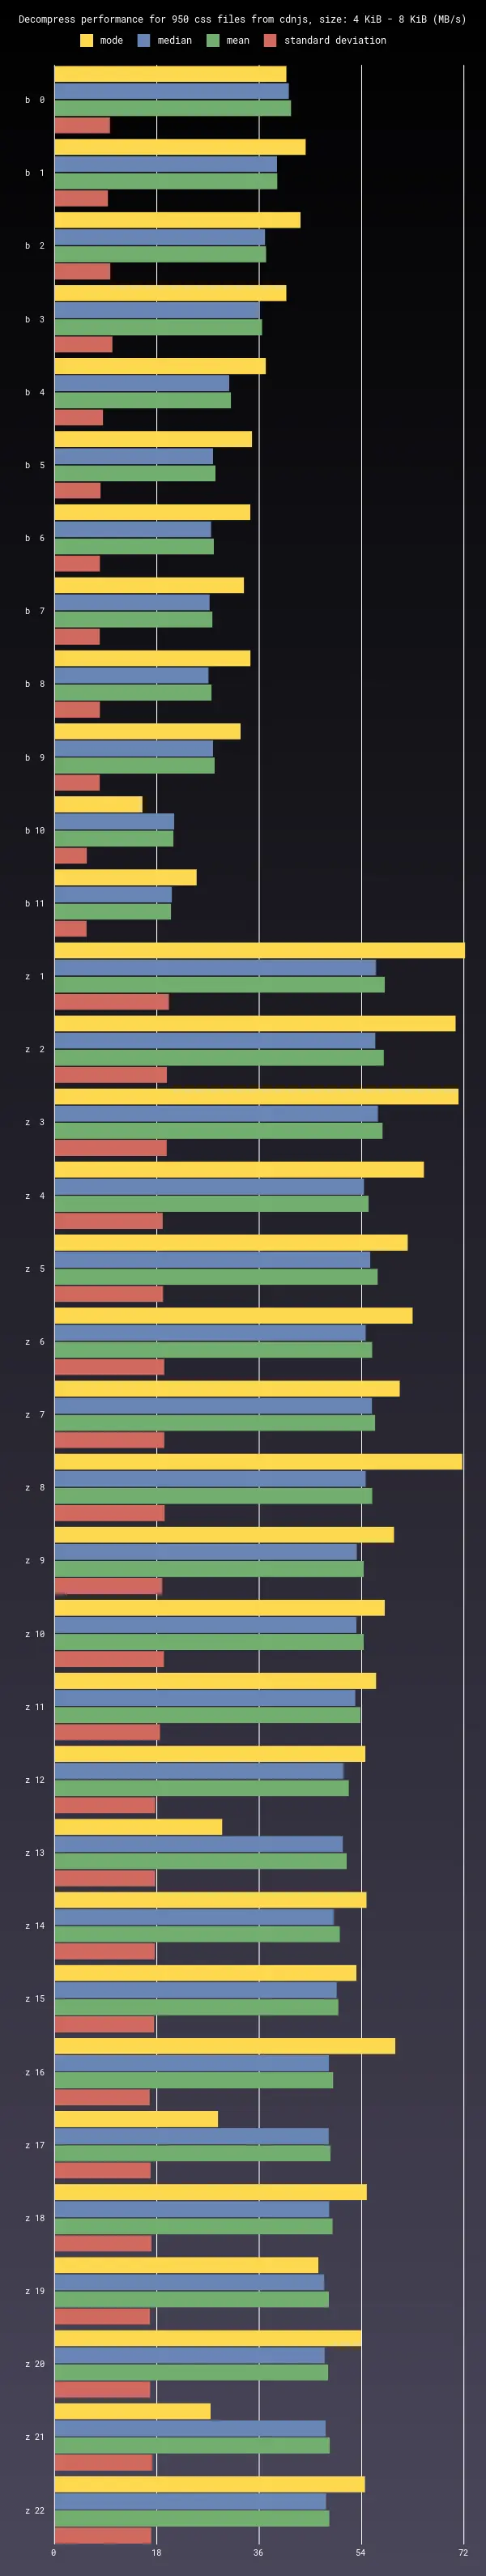 Decompress performance for 950 css files from cdnjs, size: 4 KiB - 8 KiB (MB/s)
mode median mean standard deviation
b 0
b 1
b 2
b 3
b 4
b 5
b 6
b 7
b 8
b 9
b 10
b 11
z 1
z 2
z 3
z 4
z 5
z 6
z 7
z 8
z 9
z 10
z 11
z 12
z 13
z 14
z 15
z 16
z 17
z 18
z 19
z 20
z 21
z 22
0 18 36 54 72